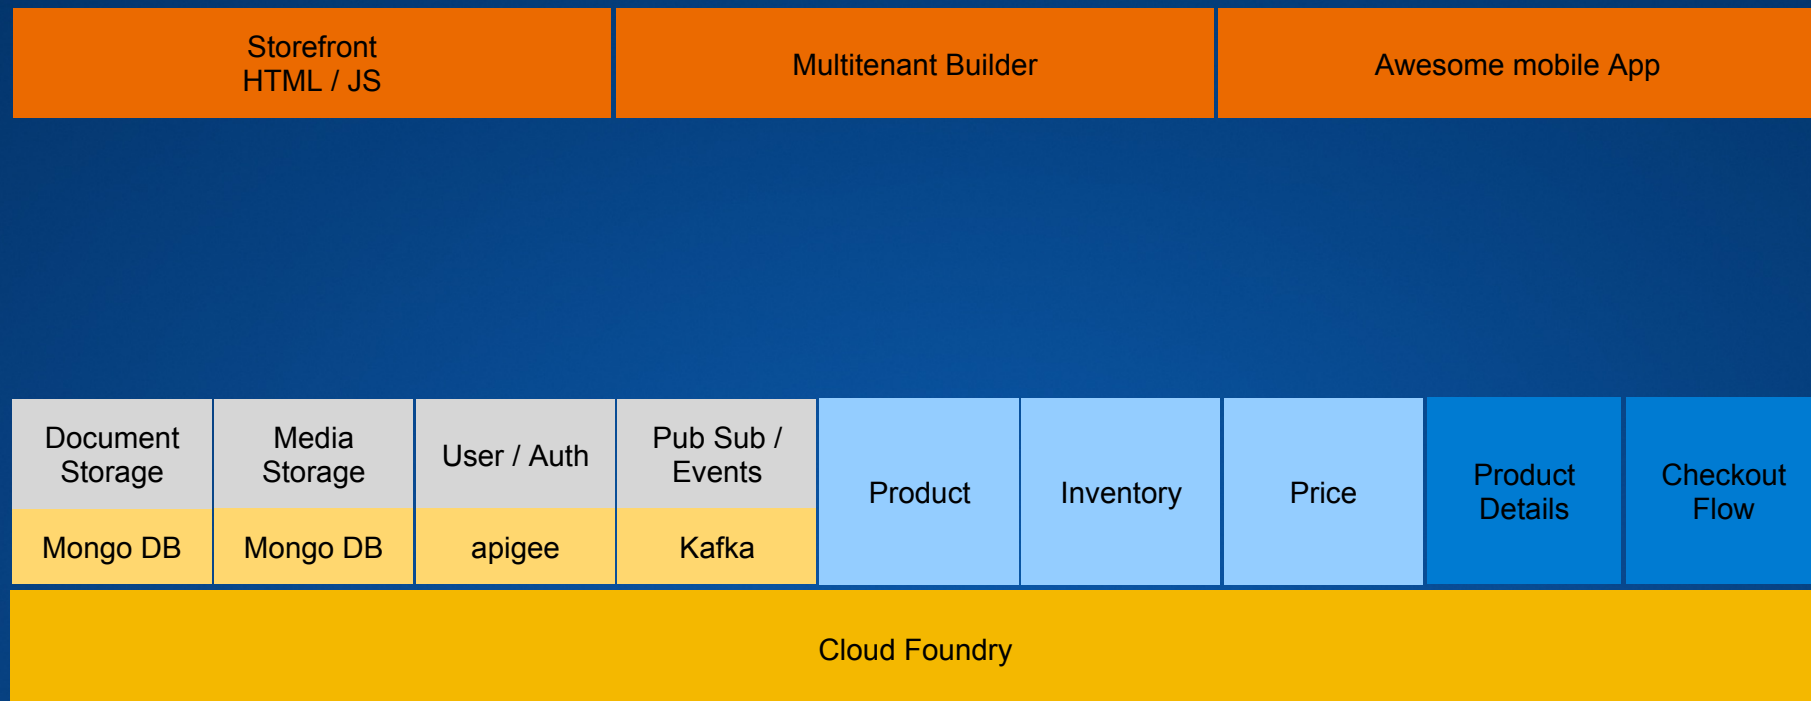 Storefront
HTML / JS
Multitenant Builder
Awesome mobile App
Document
Storage
Media
Storage
User / Auth
Pub Sub /
Events
Product
Inventory
Price
Product
Details
Checkout
Flow
Mongo DB
Mongo DB
apigee
Kafka
Cloud Foundry